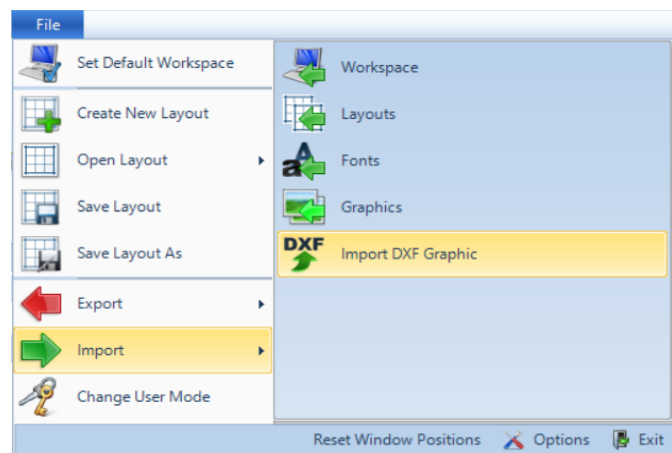 File
Set Default Workspace
Create New Layout
Open Layout
Save Layout
Save Layout As
Export
Import
Change User Mode
Workspace
Layouts
a A
Fonts
Graphics
DXF
Import DXF Graphic
Reset Window Positions
Options
Exit